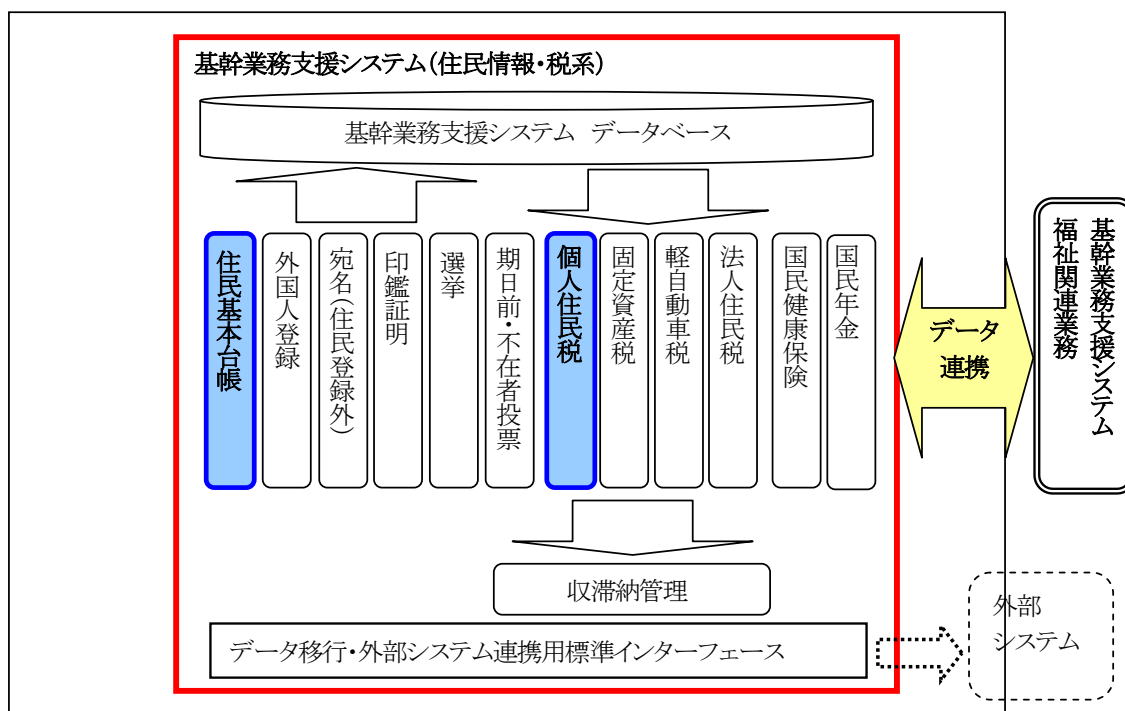 基幹業務支援システム(住民情報・税系)
基幹業務支援システム データベース
住民基本台帳
外国人登録
宛名(住民登録外)
印鑑証明
選挙
期日前・不在者投票
個人住民税
固定資産税
軽自動車税
法人住民税
国民健康保険
国民年金
データ
連携
基幹業務支援システム
福祉関連業務
収滞納管理
データ移行・外部システム連携用標準インターフェース
外部
システム